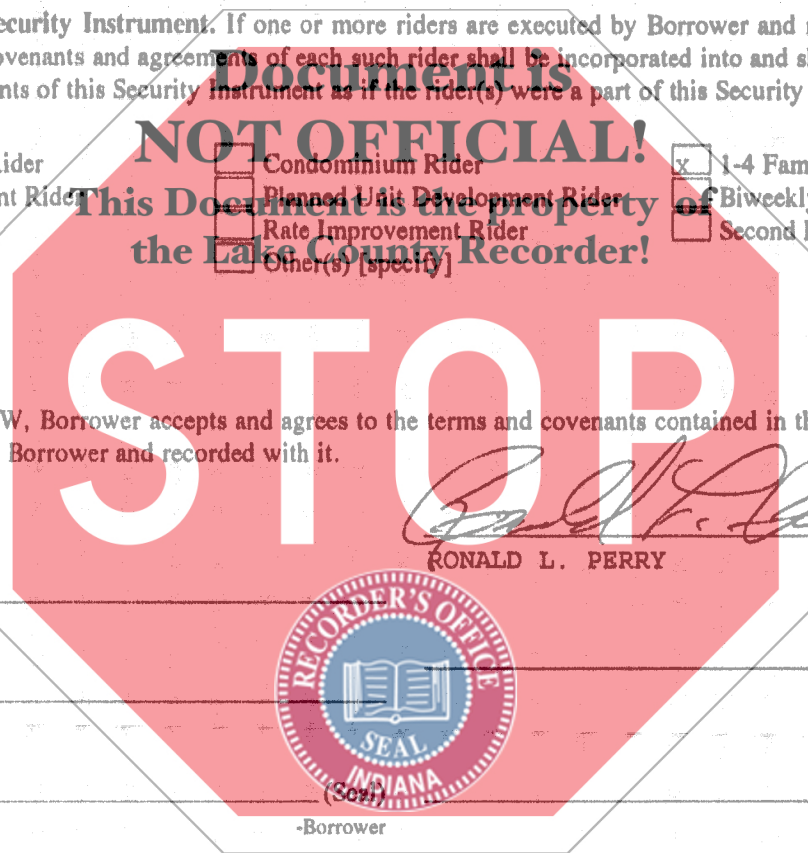 ecurity Instrument. If one or more riders are executed by Borrower and
ovenants and agreements of each such rider shall be incorporated into and
nts of this Security Instrument as if the rider(s) were a part of this Security
Document is
NOT OFFICIAL!
This Document is the property of
the Lake County Recorder!
ider
Condominium Rider
x 1-4 Fam
nt Rider
Planned Unit Development Rider
Biweekly
Rate Improvement Rider
Second
Other(s) [specify]
STOP
W, Borrower accepts and agrees to the terms and covenants contained in th
Borrower and recorded with it.
RONALD L. PERRY
RECORDER'S OFFICE
SEAL
INDIANA
(Seal)
-Borrower